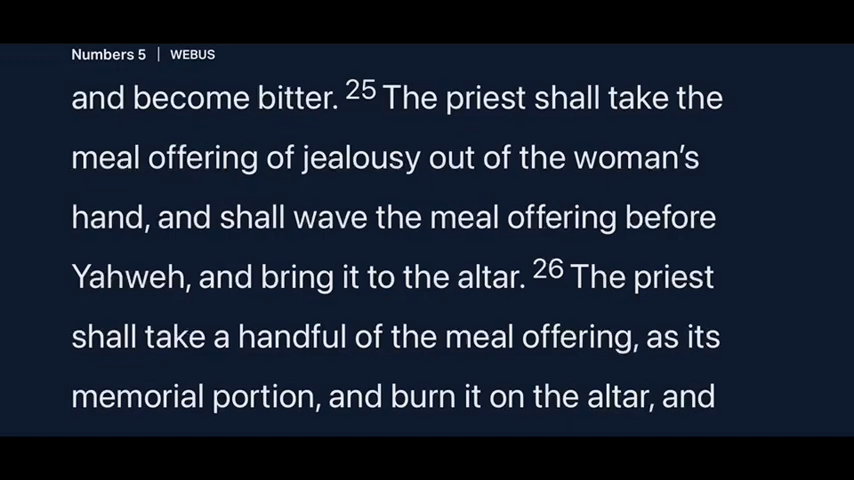 Numbers 5 | WEBUS
and become bitter. 25 The priest shall take the
meal offering of jealousy out of the woman’s
hand, and shall wave the meal offering before
Yahweh, and bring it to the altar. 26 The priest
shall take a handful of the meal offering, as its
memorial portion, and burn it on the altar, and